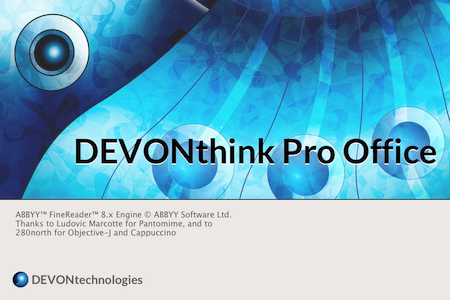 DEVONthink Pro Office
ABBYY™ FineReader™ 8.x Engine © ABBYY Software Ltd.
Thanks to Ludovic Marcotte for Pantomime, and to
280north for Objective-J and Cappuccino
DEVONtechnologies